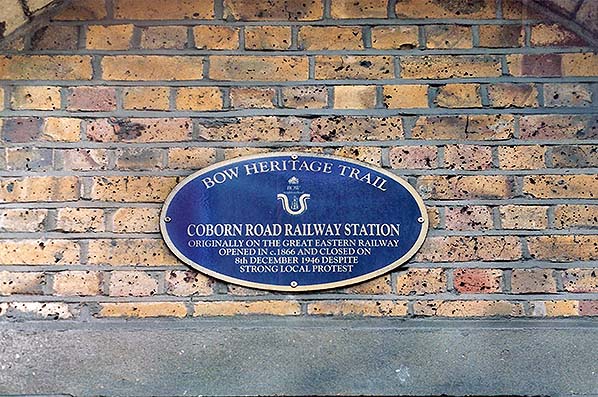 BOW HERITAGE TRAIL
BOW
COBORN ROAD RAILWAY STATION
ORIGINALLY ON THE GREAT EASTERN RAILWAY
OPENED IN c.1866 AND CLOSED ON
8th DECEMBER 1946 DESPITE
STRONG LOCAL PROTEST